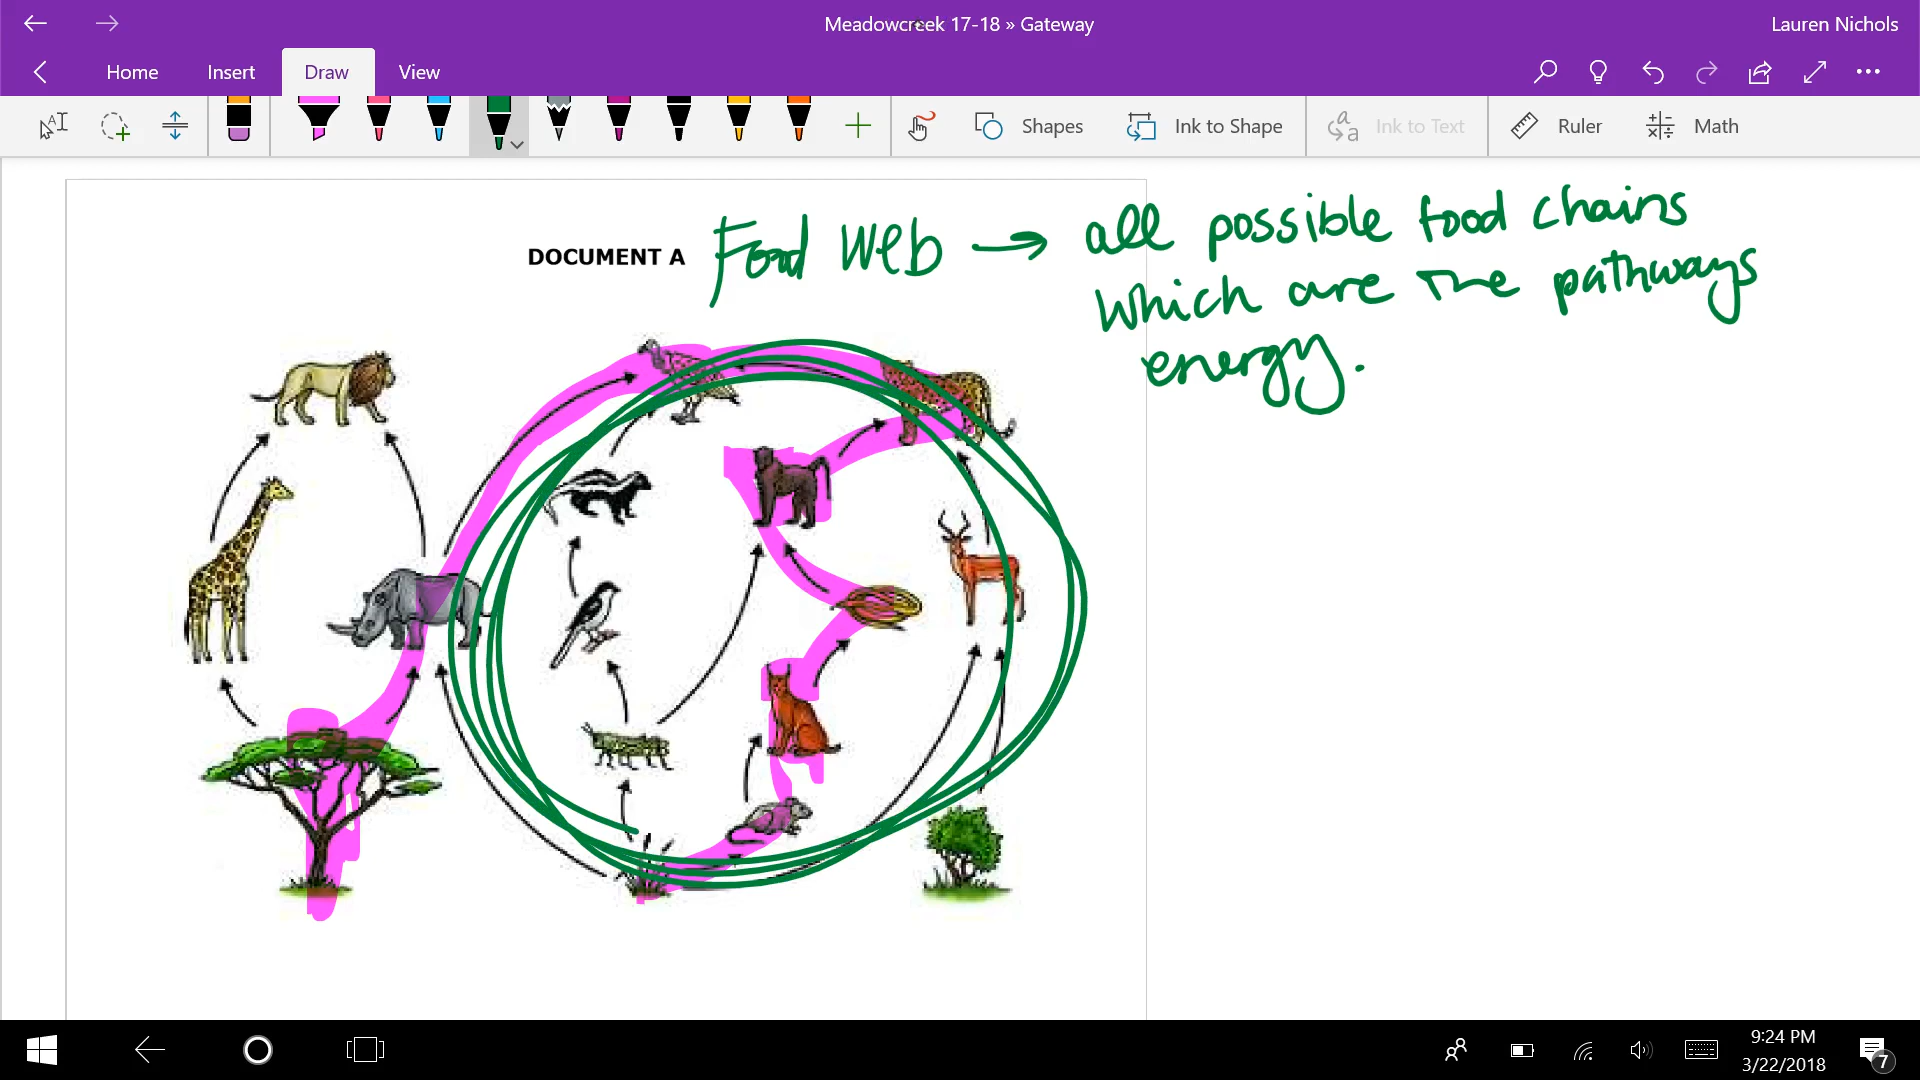 Meadowcreek 17-18 » Gateway
Lauren Nichols
Home Insert Draw View
Shapes Ink to Shape Ink to Text Ruler Math
DOCUMENT A Food Web → all possible food chains
which are the pathways
energy.
9:24 PM
3/22/2018
7